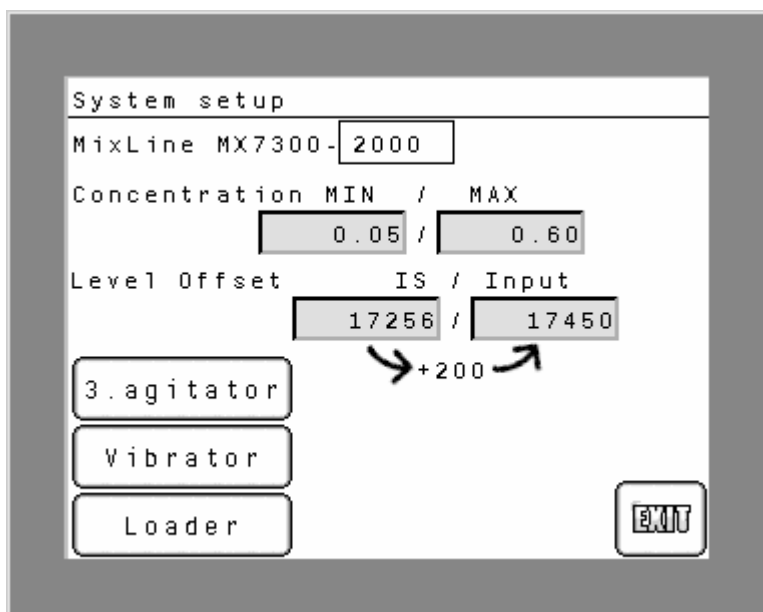 System setup
MixLine MX7300- 2000
Concentration MIN / MAX
0.05 / 0.60
Level Offset IS / Input
17256 / 17450
+200
3.agitator
Vibrator
Loader
EXIT